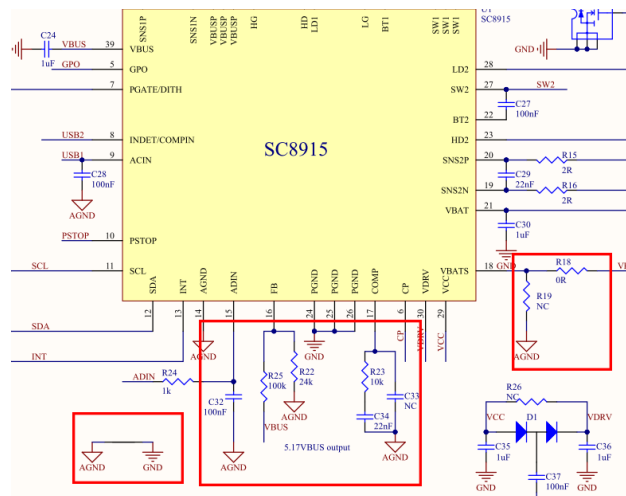 U1
SC8915
SNS1P
SNS1N
VBUSP
VBUSP
VBUSP
HG
HD
LD1
LG
BT1
SW1
SW1
SW1
GND
C24
1uF
VBUS
39
VBUS
GPO
5
GPO
7
PGATE/DITH
USB2
8
INDET/COMPIN
USB1
9
ACIN
C28
100nF
AGND
PSTOP
10
PSTOP
SCL
11
SCL
SC8915
LD2
28
SW2
27
SW2
C27
100nF
BT2
22
HD2
23
SNS2P
20
R15
2R
C29
22nF
SNS2N
19
R16
2R
VBAT
21
C30
1uF
GND
VBATS
18
R18
0R
R19
NC
AGND
SDA
INT
AGND
ADIN
FB
PGND
PGND
PGND
COMP
CP
VDRV
VCC
12
13
14
15
16
24
25
26
17
6
30
29
SDA
INT
AGND
GND
CP
VDRV
VCC
ADIN
R24
1k
C32
100nF
AGND
R25
100k
VBUS
R22
24k
AGND
R23
10k
C34
22nF
C33
NC
AGND
5.17VBUS output
AGND
GND
R26
NC
VCC
D1
VDRV
C35
1uF
GND
C36
1uF
GND
C37
100nF